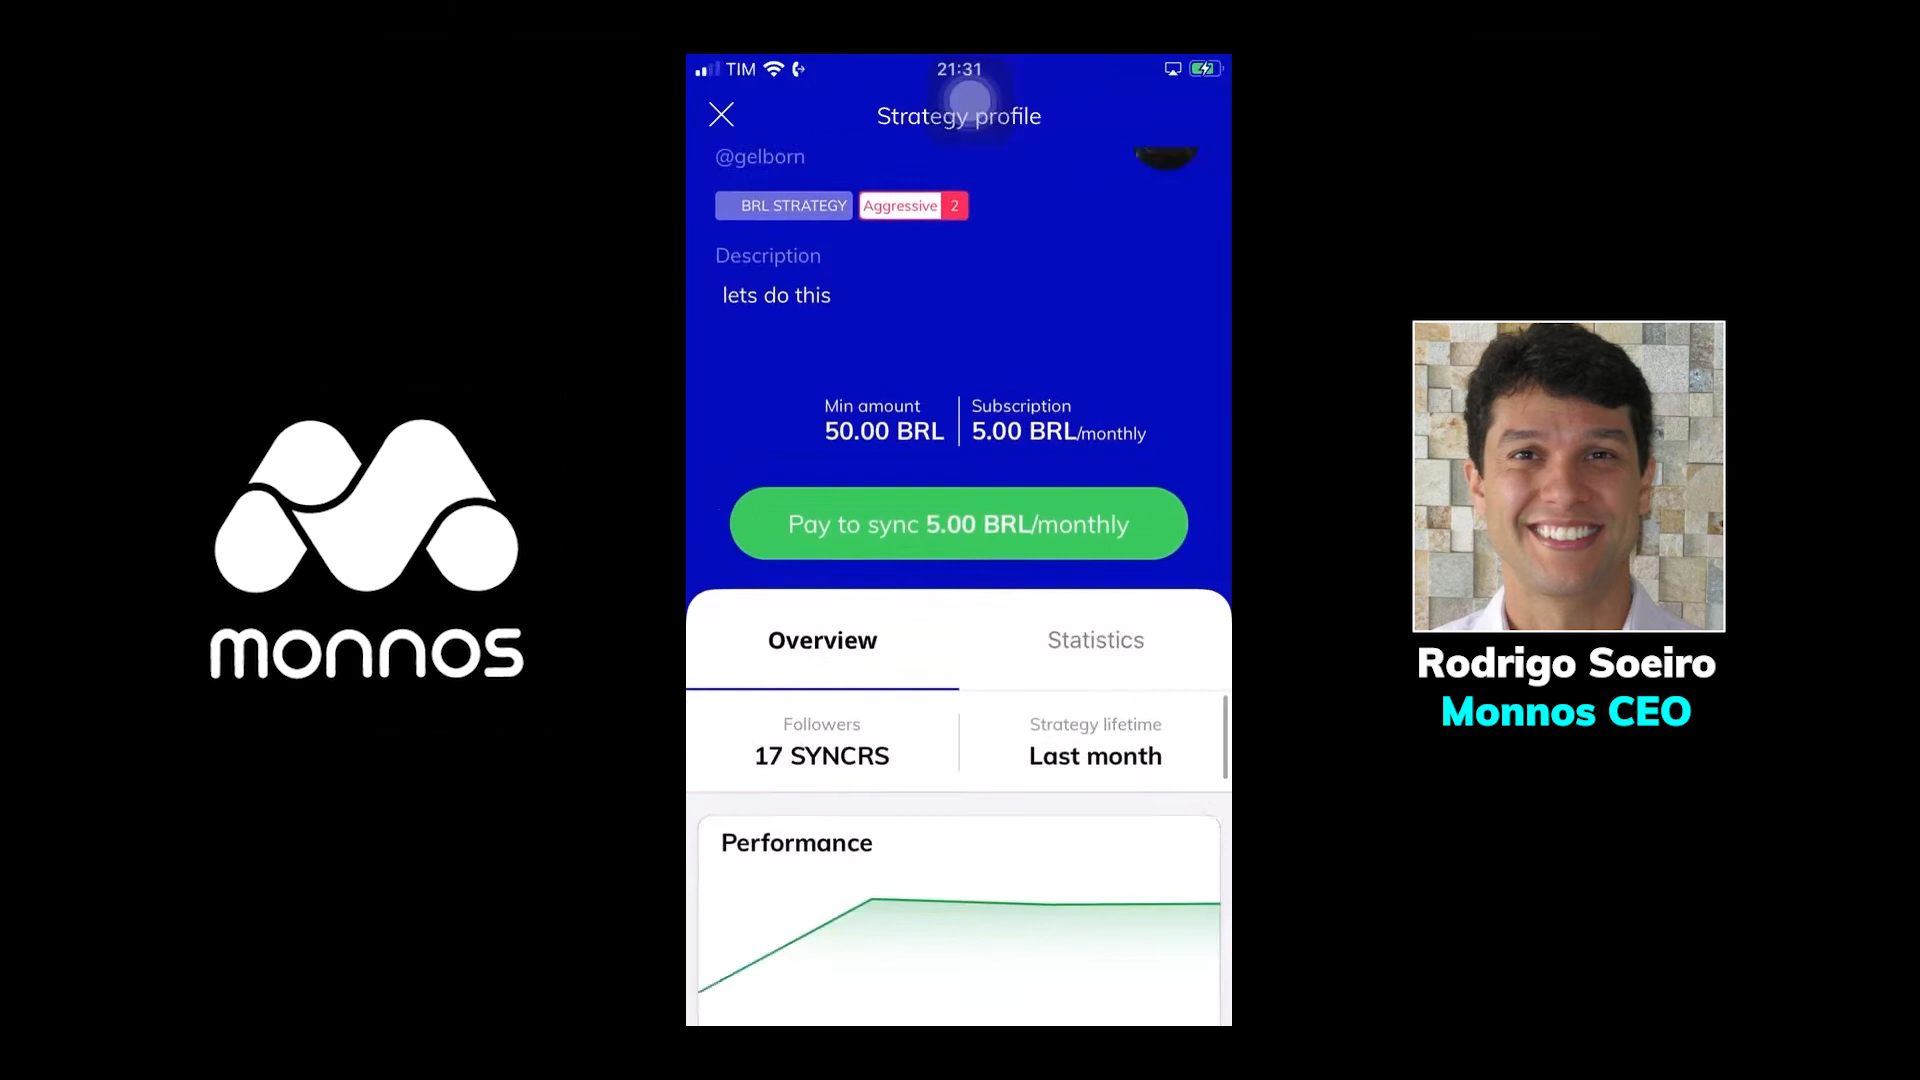 TIM
21:31
Strategy profile
@gelborn
BRL STRATEGY
Aggressive 2
Description
lets do this
Min amount
50.00 BRL
Subscription
5.00 BRL/monthly
Pay to sync 5.00 BRL/monthly
Overview
Statistics
Followers
17 SYNCRS
Strategy lifetime
Last month
Performance
monnos
Rodrigo Soeiro
Monnos CEO